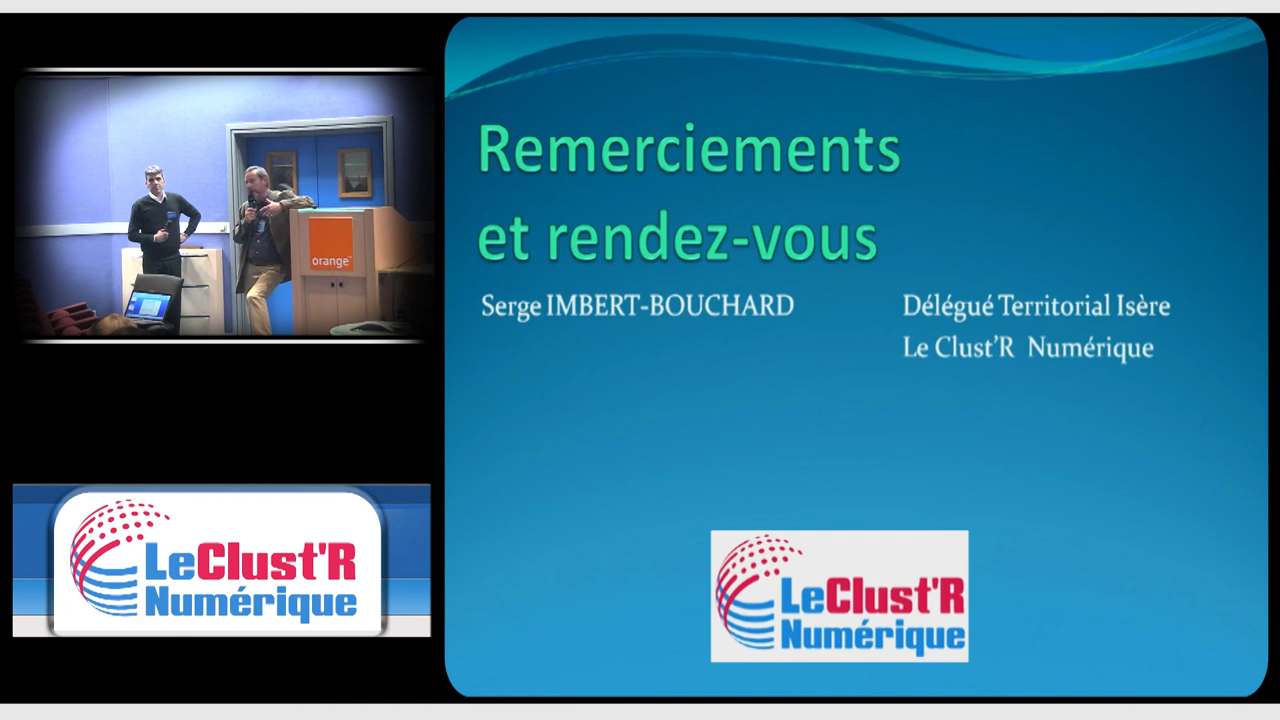 orange
LeClust'R
Numérique
Remerciements
et rendez-vous
Serge IMBERT-BOUCHARD
Délégué Territorial Isère
Le Clust’R Numérique
LeClust'R
Numérique